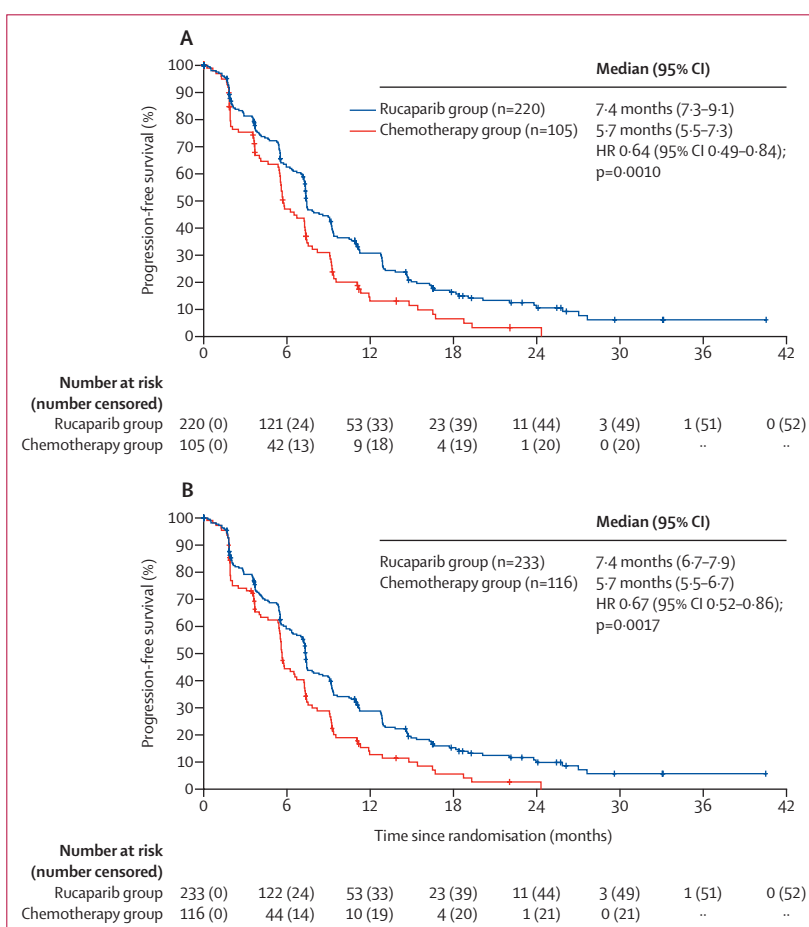 A
Median (95% CI)
Rucaparib group (n=220) 7·4 months (7·3–9·1)
Chemotherapy group (n=105) 5·7 months (5·5–7·3)
HR 0·64 (95% CI 0·49–0·84);
p=0·0010
Progression-free survival (%)
100
90
80
70
60
50
40
30
20
10
0
0 6 12 18 24 30 36 42
Number at risk
(number censored)
Rucaparib group 220 (0) 121 (24) 53 (33) 23 (39) 11 (44) 3 (49) 1 (51) 0 (52)
Chemotherapy group 105 (0) 42 (13) 9 (18) 4 (19) 1 (20) 0 (20) ·· ··
B
Median (95% CI)
Rucaparib group (n=233) 7·4 months (6·7–7·9)
Chemotherapy group (n=116) 5·7 months (5·5–6·7)
HR 0·67 (95% CI 0·52–0·86);
p=0·0017
Progression-free survival (%)
100
90
80
70
60
50
40
30
20
10
0
0 6 12 18 24 30 36 42
Time since randomisation (months)
Number at risk
(number censored)
Rucaparib group 233 (0) 122 (24) 53 (33) 23 (39) 11 (44) 3 (49) 1 (51) 0 (52)
Chemotherapy group 116 (0) 44 (14) 10 (19) 4 (20) 1 (21) 0 (21) ·· ··